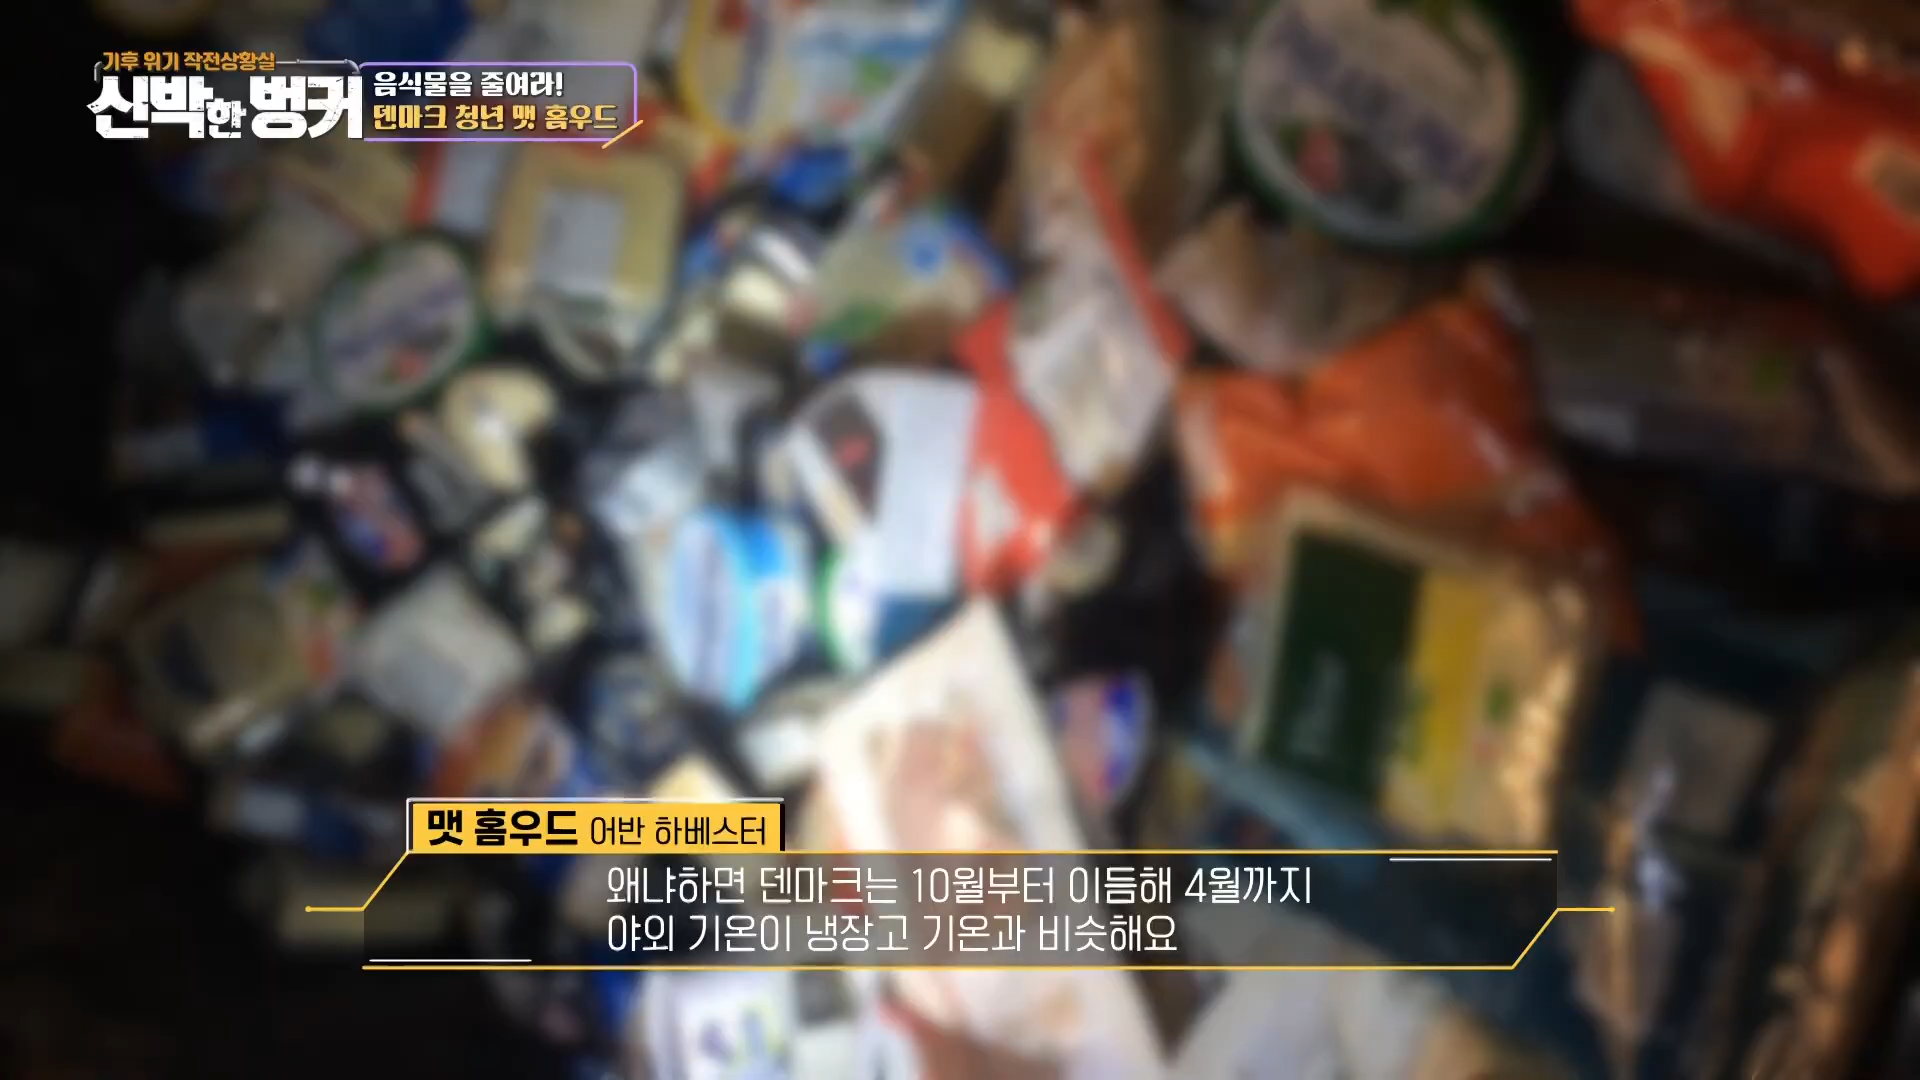 기후 위기 작전상황실
신박한 벙커
음식물을 줄여라!
덴마크 청년 맷 홈우드
맷 홈우드 어반 하베스터
왜냐하면 덴마크는 10월부터 이듬해 4월까지
야외 기온이 냉장고 기온과 비슷해요